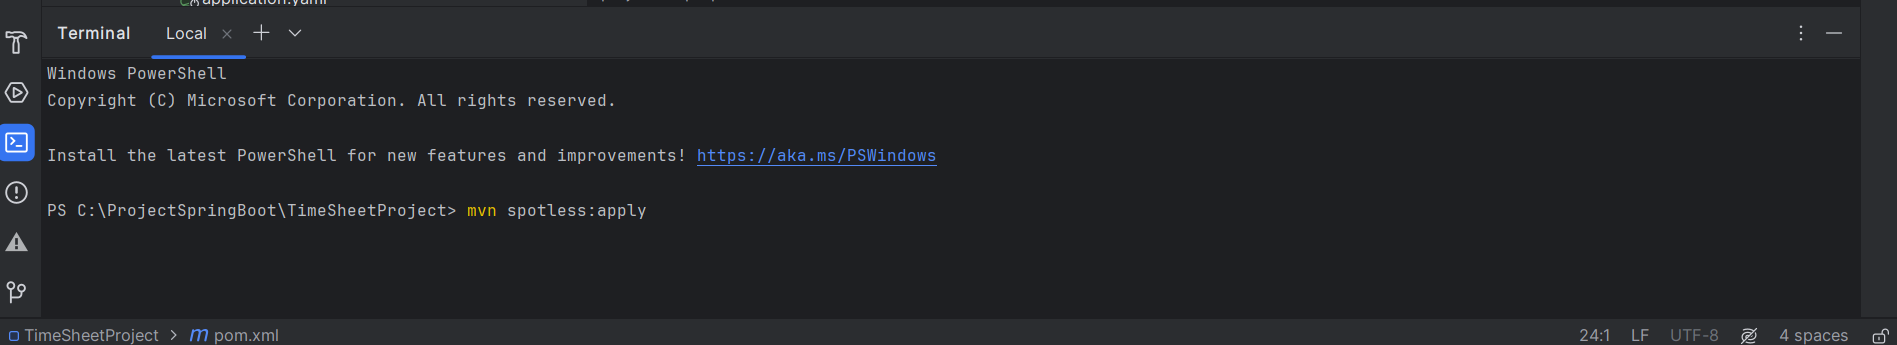 application.yaml
Terminal
Local
Windows PowerShell
Copyright (C) Microsoft Corporation. All rights reserved.
Install the latest PowerShell for new features and improvements! https://aka.ms/PSWindows
PS C:\ProjectSpringBoot\TimeSheetProject> mvn spotless:apply
TimeSheetProject > m pom.xml
24:1 LF UTF-8 4 spaces